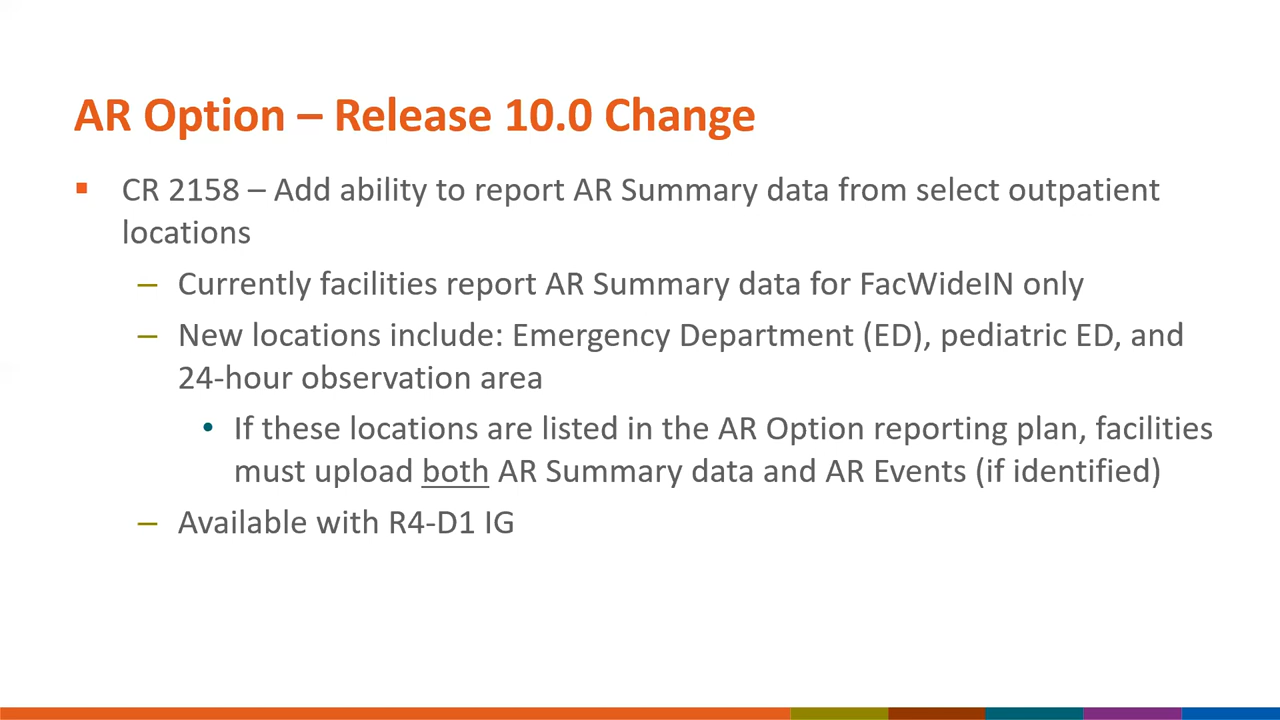 AR Option – Release 10.0 Change
▪ CR 2158 – Add ability to report AR Summary data from select outpatient
locations
– Currently facilities report AR Summary data for FacWideIN only
– New locations include: Emergency Department (ED), pediatric ED, and
24-hour observation area
• If these locations are listed in the AR Option reporting plan, facilities
must upload both AR Summary data and AR Events (if identified)
– Available with R4-D1 IG